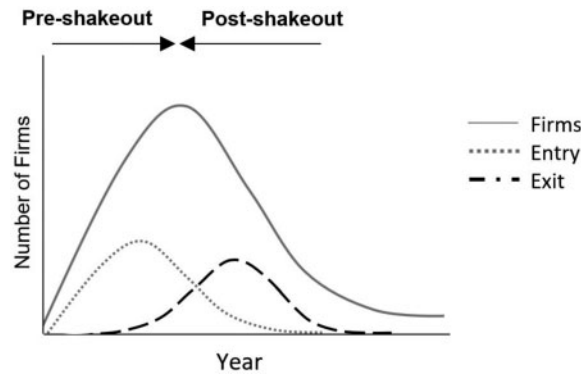 Pre-shakeout Post-shakeout
Number of Firms
Firms
Entry
Exit
Year